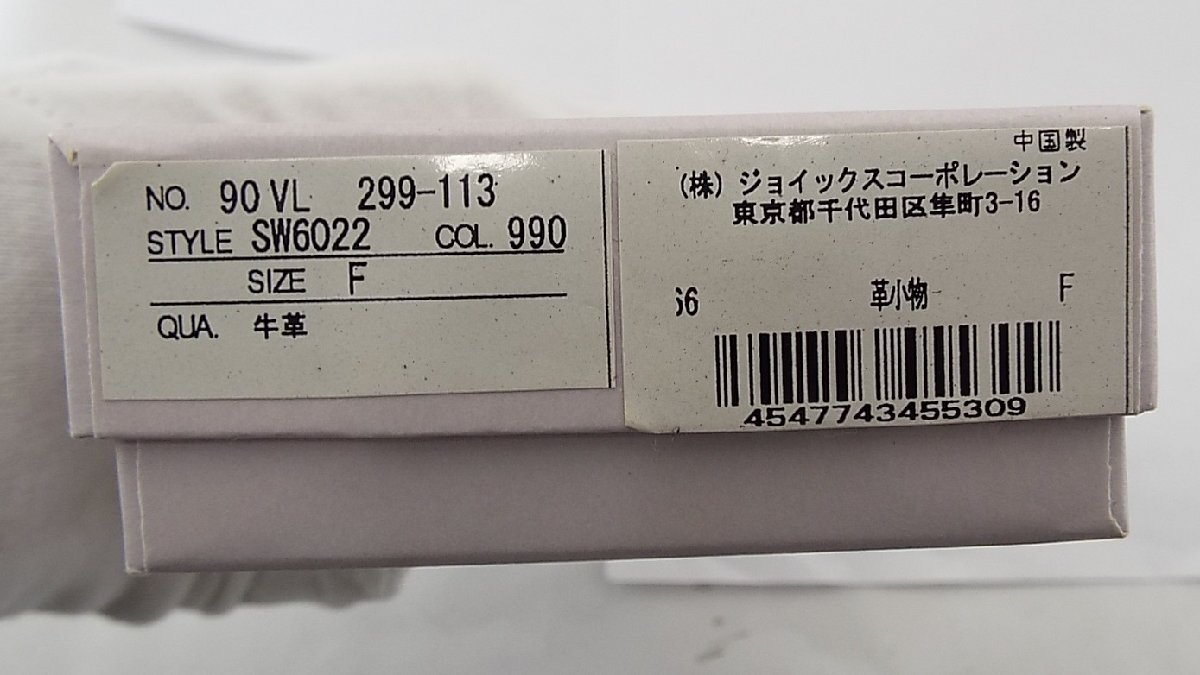 NO. 90 VL 299-113
STYLE SW6022 COL. 990
SIZE F
QUA. 牛革
中国製
(株) ジョイックスコーポレーション
東京都千代田区隼町3-16
革小物 F
4547743455309